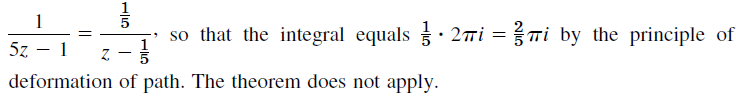 1/(5z − 1) = (1/5)/(z − 1/5), so that the integral equals 1/5 · 2πi = 2/5 πi by the principle of
deformation of path. The theorem does not apply.